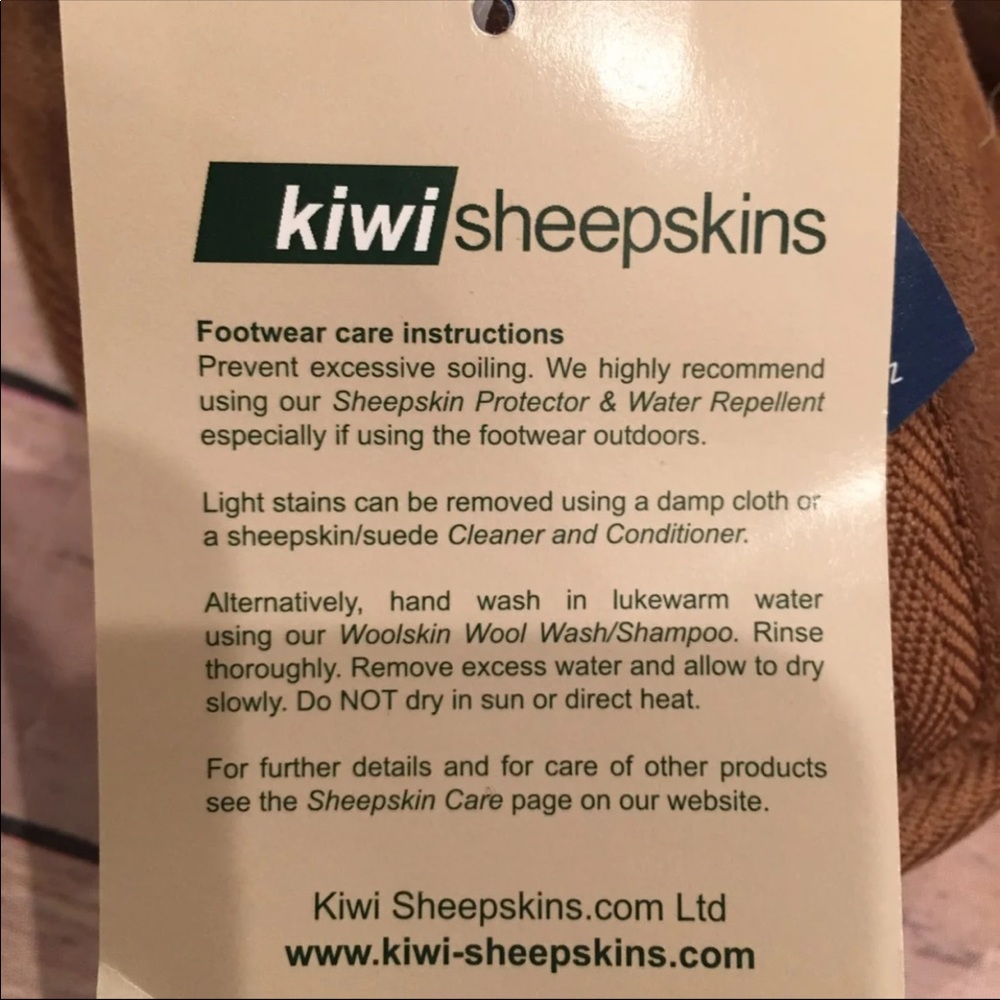 kiwi sheepskins
Footwear care instructions
Prevent excessive soiling. We highly recommend
using our Sheepskin Protector & Water Repellent
especially if using the footwear outdoors.
Light stains can be removed using a damp cloth or
a sheepskin/suede Cleaner and Conditioner.
Alternatively, hand wash in lukewarm water
using our Woolskin Wool Wash/Shampoo. Rinse
thoroughly. Remove excess water and allow to dry
slowly. Do NOT dry in sun or direct heat.
For further details and for care of other products
see the Sheepskin Care page on our website.
Kiwi Sheepskins.com Ltd
www.kiwi-sheepskins.com